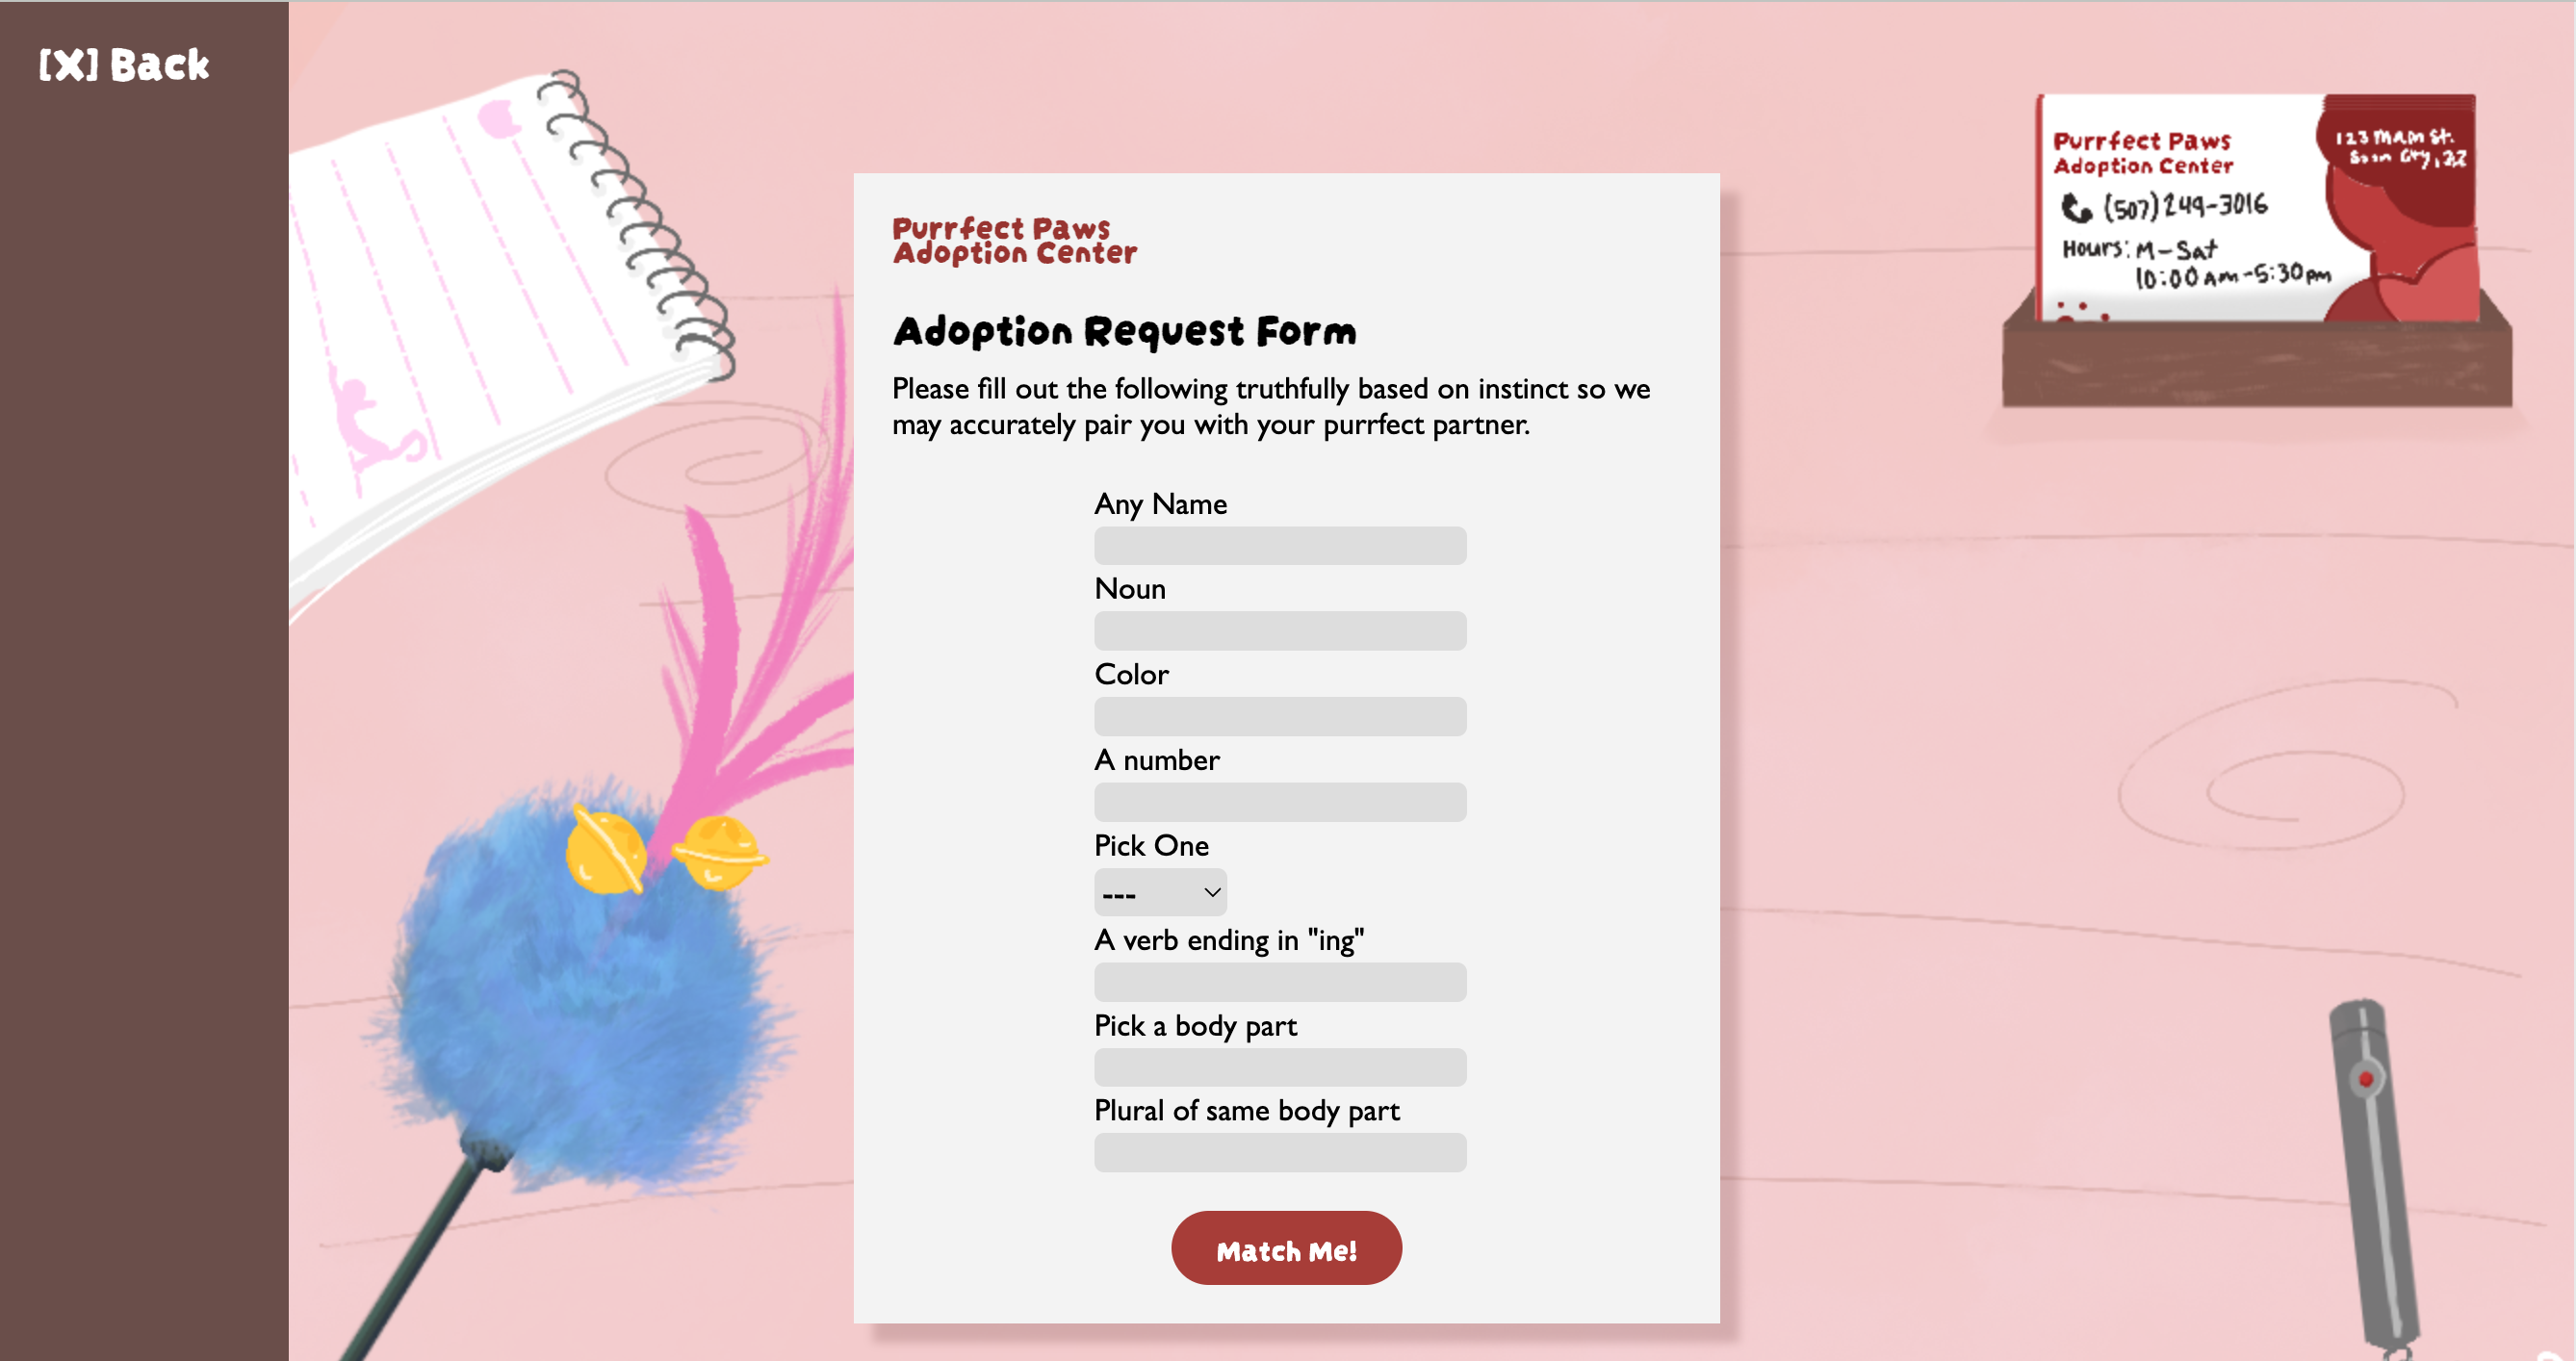 [X] Back
Purrfect Paws
Adoption Center
Adoption Request Form
Please fill out the following truthfully based on instinct so we
may accurately pair you with your purrfect partner.
Any Name
Noun
Color
A number
Pick One
---
A verb ending in "ing"
Pick a body part
Plural of same body part
Match Me!
Purrfect Paws
Adoption Center
(507) 249-3016
Hours: M-Sat
10:00 Am-5:30pm
123 Main St.
City, ZZ